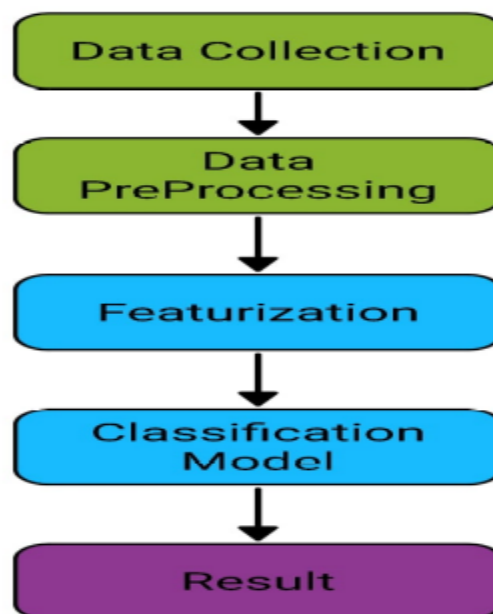 Data Collection
Data
PreProcessing
Featurization
Classification
Model
Result